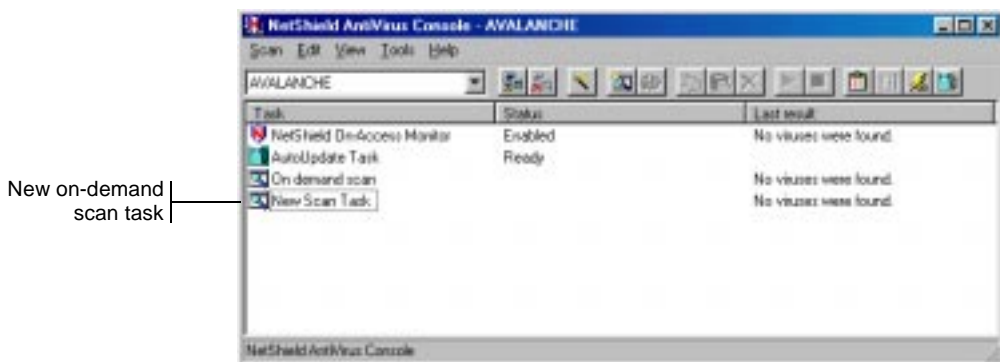 NetShield AntiVirus Console - AVALANCHE
Scan Edit View Tools Help
AVALANCHE
Task Status Last result
NetShield On-Access Monitor Enabled No viruses were found.
AutoUpdate Task Ready
On demand scan No viruses were found.
New Scan Task No viruses were found.
New on-demand
scan task
NetShield AntiVirus Console